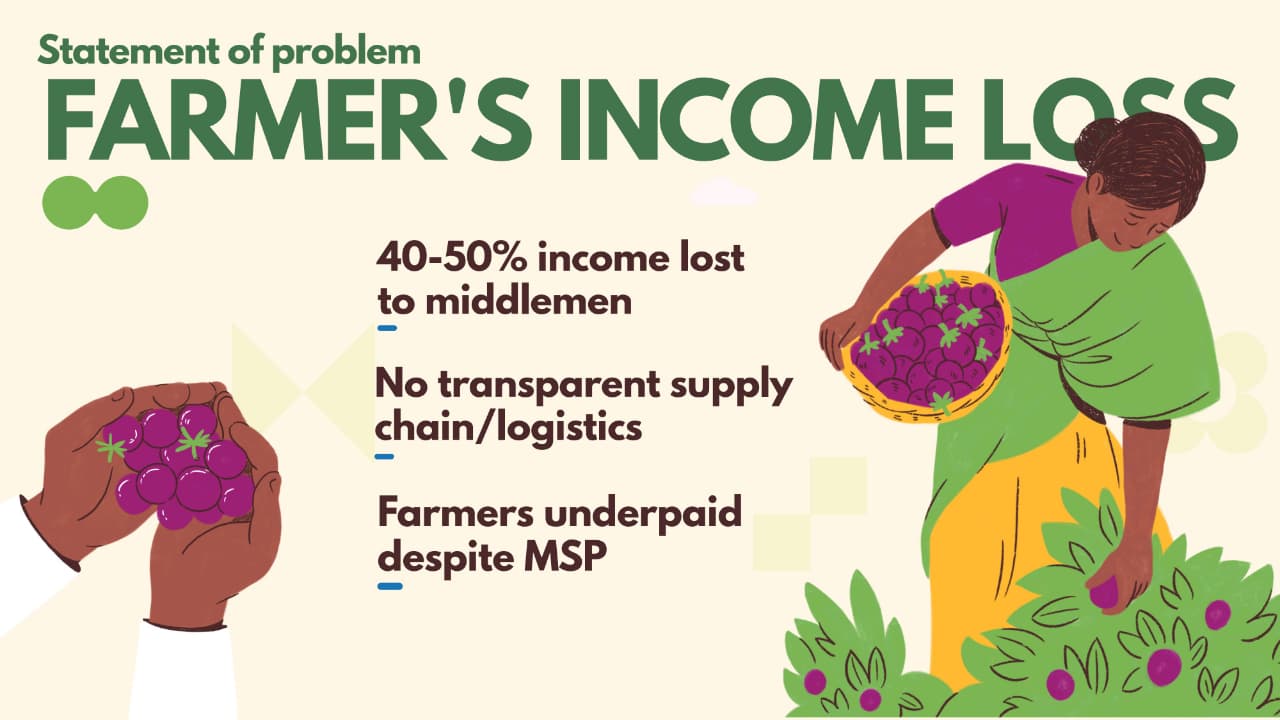 Statement of problem
FARMER'S INCOME LOSS
40-50% income lost
to middlemen
No transparent supply
chain/logistics
Farmers underpaid
despite MSP